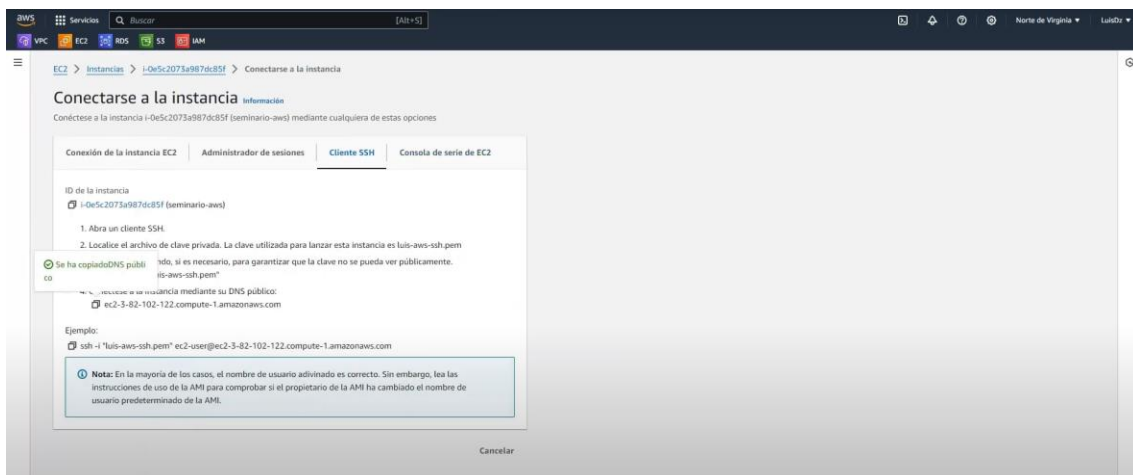 aws Servicios Buscar [Alt+S] Norte de Virginia LuisDz
VPC EC2 RDS S3 IAM
EC2 > Instancias > i-0e5c2073a987dc85f > Conectarse a la instancia
Conectarse a la instancia Información
Conéctese a la instancia i-0e5c2073a987dc85f (seminario-aws) mediante cualquiera de estas opciones
Conexión de la instancia EC2 Administrador de sesiones Cliente SSH Consola de serie de EC2
ID de la instancia
i-0e5c2073a987dc85f (seminario-aws)
1. Abra un cliente SSH.
2. Localice el archivo de clave privada. La clave utilizada para lanzar esta instancia es luis-aws-ssh.pem
ndo, si es necesario, para garantizar que la clave no se pueda ver públicamente.
Se ha copiadoDNS públi
co
is-aws-ssh.pem"
mediante su DNS público:
ec2-3-82-102-122.compute-1.amazonaws.com
Ejemplo:
ssh -i "luis-aws-ssh.pem" ec2-user@ec2-3-82-102-122.compute-1.amazonaws.com
Nota: En la mayoría de los casos, el nombre de usuario adivinado es correcto. Sin embargo, lea las
instrucciones de uso de la AMI para comprobar si el propietario de la AMI ha cambiado el nombre de
usuario predeterminado de la AMI.
Cancelar